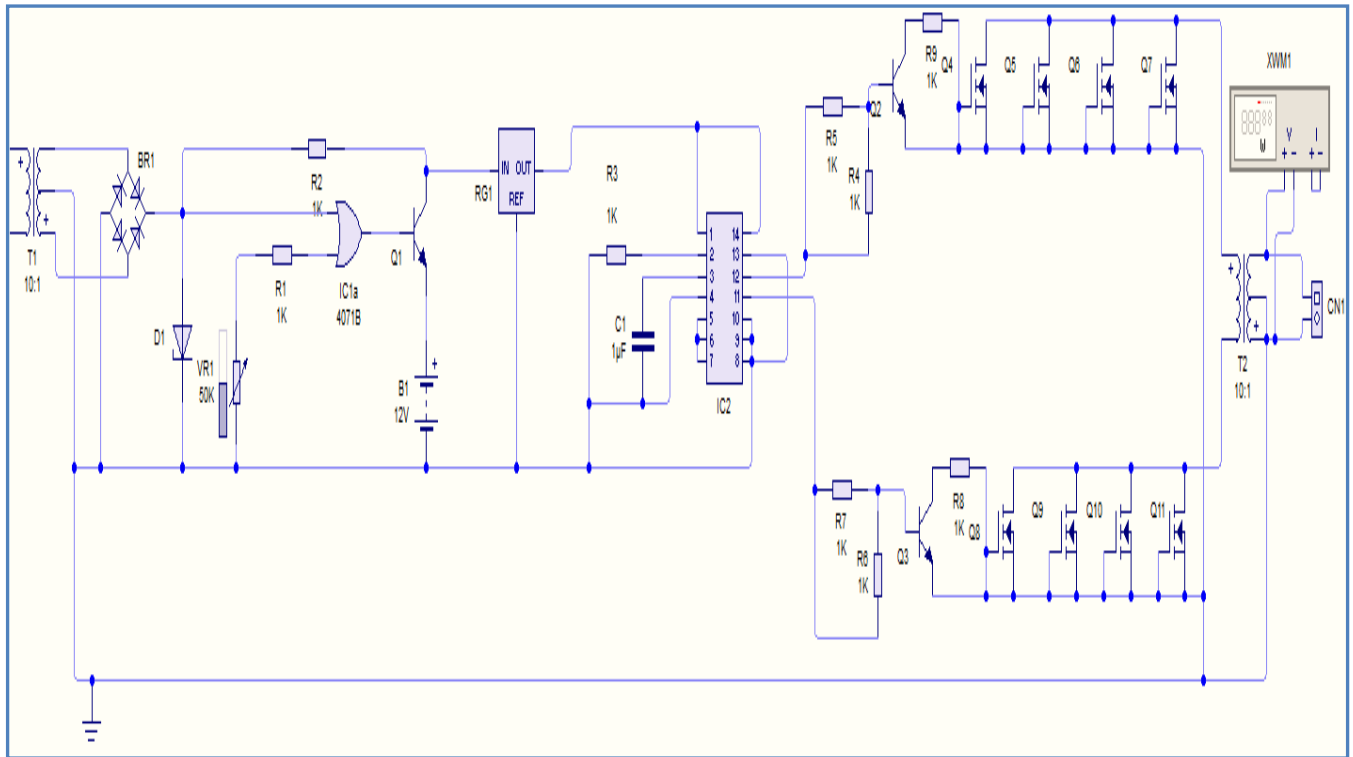 T1
10:1
BR1
R2
1K
R1
1K
IC1a
4071B
Q1
D1
VR1
50K
B1
12V
+
RG1
IN OUT
REF
R3
1K
C1
1µF
1 14
2 13
3 12
4 11
5 10
6 9
7 8
IC2
R5
1K
R4
1K
Q2
R9
1K
Q4
Q5
Q6
Q7
XWM1
V I
+ − + −
W
T2
10:1
CN1
R7
1K
R6
1K
Q3
R8
1K
Q8
Q9
Q10
Q11